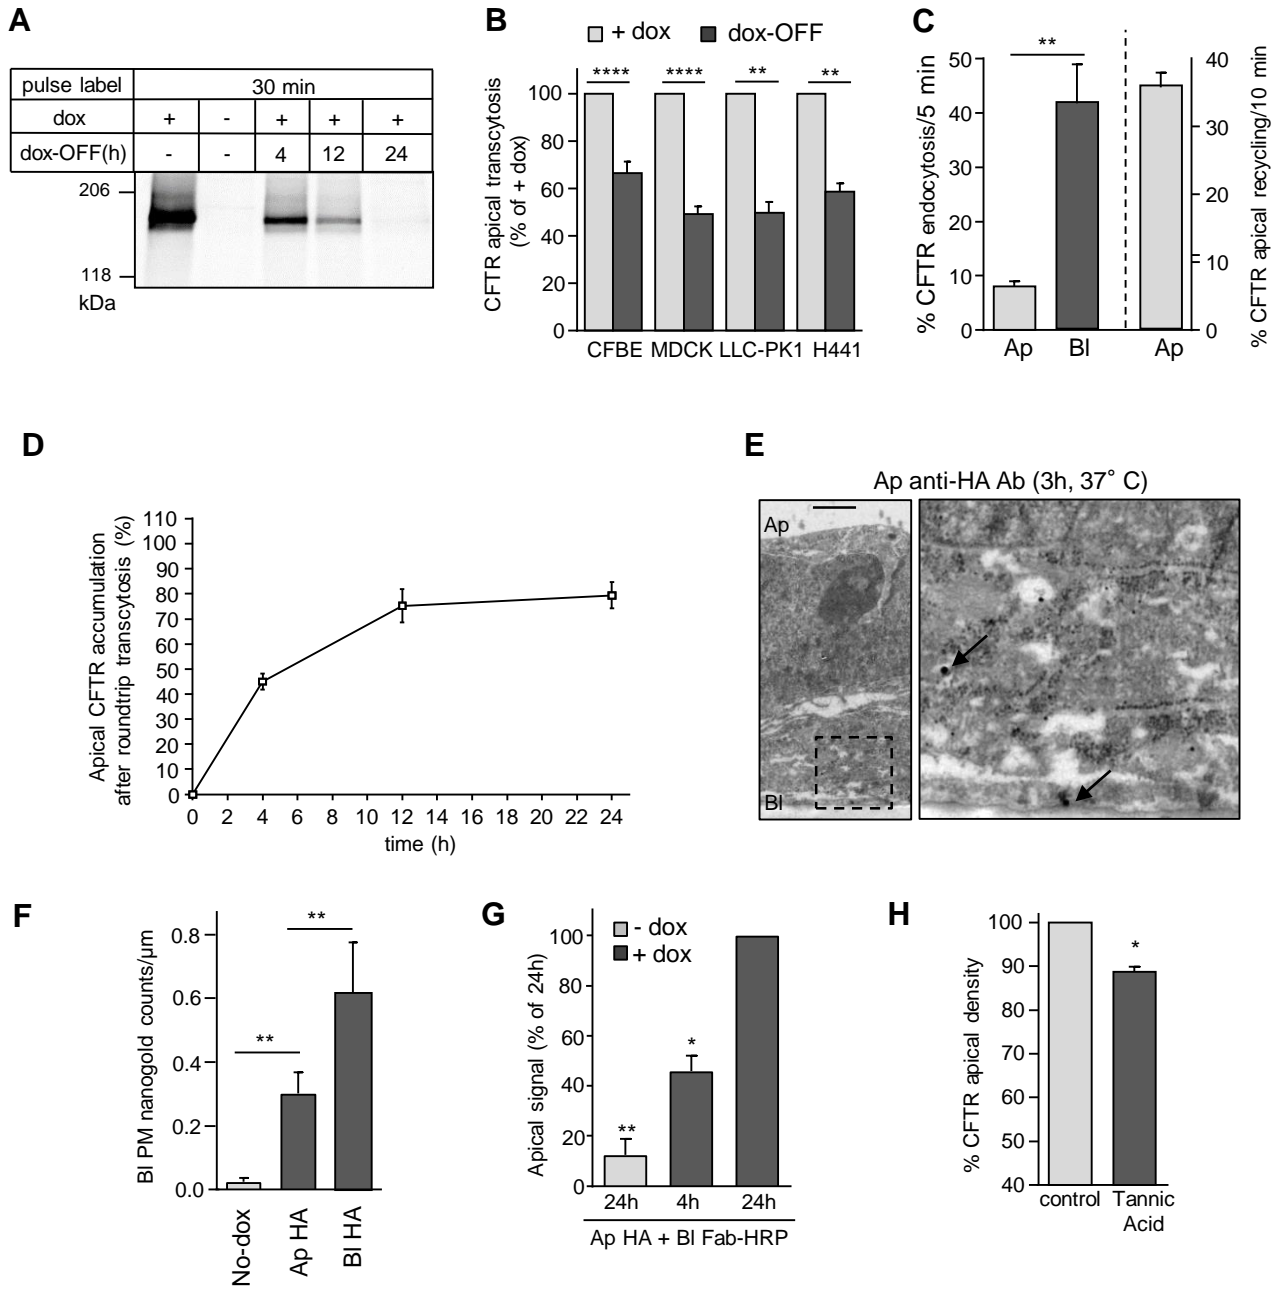 A
pulse label 30 min
dox + - + + +
dox-OFF(h) - - 4 12 24
206
118
kDa
B
+ dox dox-OFF
**** **** ** **
CFTR apical transcytosis
(% of + dox)
100
80
60
40
20
0
CFBE MDCK LLC-PK1 H441
C
**
% CFTR endocytosis/5 min
50
40
30
20
10
0
Ap Bl Ap
40
30
20
10
0
% CFTR apical recycling/10 min
D
Apical CFTR accumulation
after roundtrip transcytosis (%)
110
100
90
80
70
60
50
40
30
20
10
0
0 2 4 6 8 10 12 14 16 18 20 22 24
time (h)
E
Ap anti-HA Ab (3h, 37° C)
Ap
Bl
F
** **
Bl PM nanogold counts/µm
0.8
0.6
0.4
0.2
0.0
No-dox Ap HA Bl HA
G
- dox
+ dox
Apical signal (% of 24h)
100
80
60
40
20
0
** *
24h 4h 24h
Ap HA + Bl Fab-HRP
H
% CFTR apical density
100
90
80
70
60
50
40
*
control Tannic
Acid